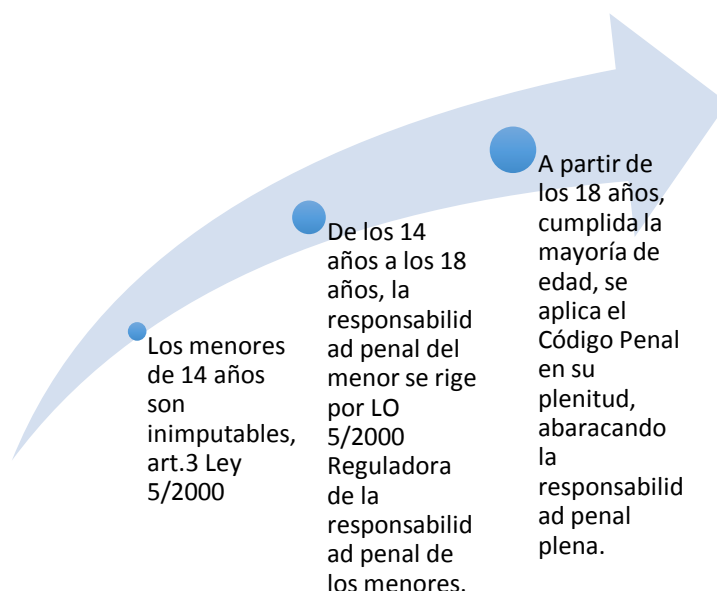 Los menores
de 14 años
son
inimputables,
art.3 Ley
5/2000
De los 14
años a los 18
años, la
responsabilid
ad penal del
menor se rige
por LO
5/2000
Reguladora
de la
responsabilid
ad penal de
los menores.
A partir de
los 18 años,
cumplida la
mayoría de
edad, se
aplica el
Código Penal
en su
plenitud,
abaracando
la
responsabilid
ad penal
plena.